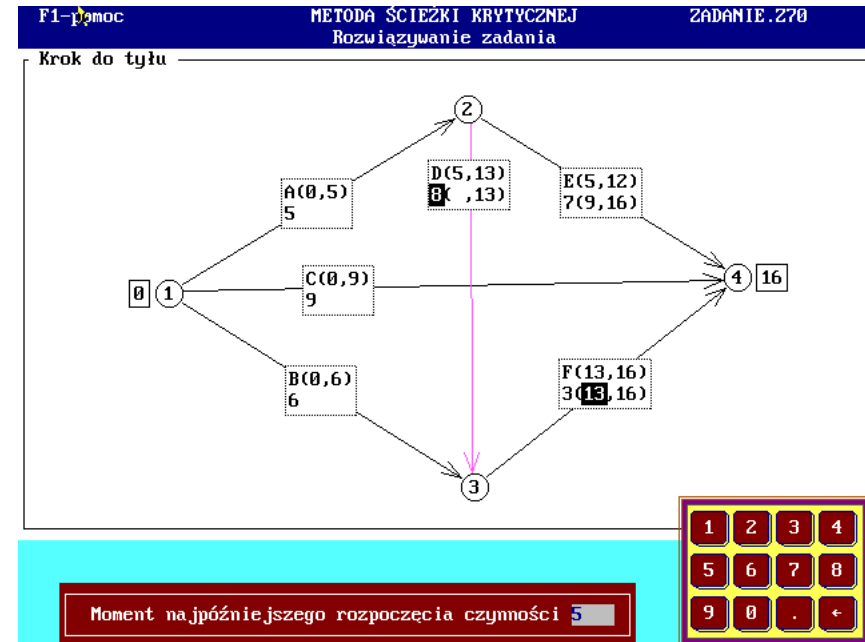 F1-pomoc METODA ŚCIEŻKI KRYTYCZNEJ ZADANIE.Z70
Rozwiązywanie zadania
Krok do tyłu
2
D(5,13)
8( ,13)
E(5,12)
7(9,16)
A(0,5)
5
C(0,9)
9
0 1
4 16
B(0,6)
6
F(13,16)
3(13,16)
3
1 2 3 4
5 6 7 8
9 0 . ←
Moment najpóźniejszego rozpoczęcia czynności 5